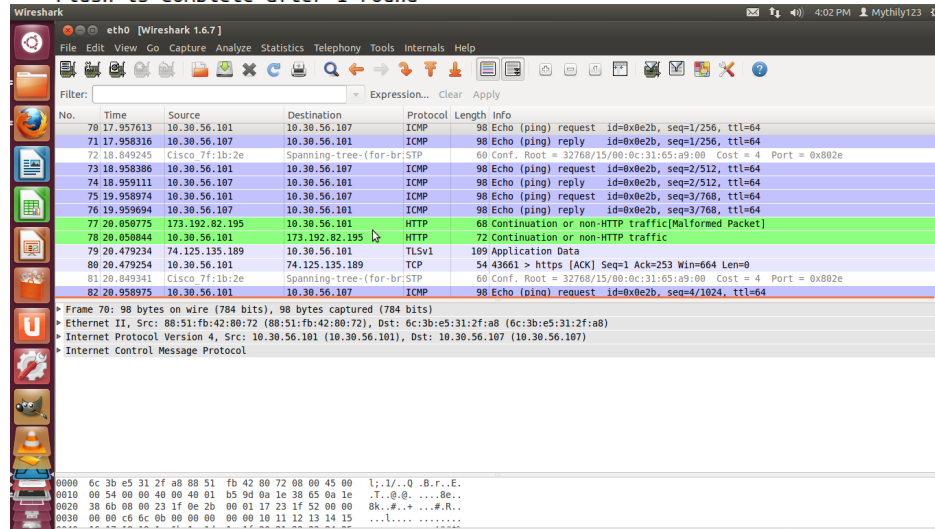 Flush is complete after 1 round
Wireshark 4:02 PM Mythily123
eth0 [Wireshark 1.6.7 ]
File Edit View Go Capture Analyze Statistics Telephony Tools Internals Help
Filter: Expression... Clear Apply
No. Time Source Destination Protocol Length Info
70 17.957613 10.30.56.101 10.30.56.107 ICMP 98 Echo (ping) request id=0x0e2b, seq=1/256, ttl=64
71 17.958316 10.30.56.107 10.30.56.101 ICMP 98 Echo (ping) reply id=0x0e2b, seq=1/256, ttl=64
72 18.849245 Cisco_7f:1b:2e Spanning-tree-(for-br: STP 60 Conf. Root = 32768/15/00:0c:31:65:a9:00 Cost = 4 Port = 0x802e
73 18.958386 10.30.56.101 10.30.56.107 ICMP 98 Echo (ping) request id=0x0e2b, seq=2/512, ttl=64
74 18.959111 10.30.56.107 10.30.56.101 ICMP 98 Echo (ping) reply id=0x0e2b, seq=2/512, ttl=64
75 19.958974 10.30.56.101 10.30.56.107 ICMP 98 Echo (ping) request id=0x0e2b, seq=3/768, ttl=64
76 19.959694 10.30.56.107 10.30.56.101 ICMP 98 Echo (ping) reply id=0x0e2b, seq=3/768, ttl=64
77 20.050775 173.192.82.195 10.30.56.101 HTTP 68 Continuation or non-HTTP traffic[Malformed Packet]
78 20.050844 10.30.56.101 173.192.82.195 HTTP 72 Continuation or non-HTTP traffic
79 20.479234 74.125.135.189 10.30.56.101 TLSv1 109 Application Data
80 20.479254 10.30.56.101 74.125.135.189 TCP 54 43661 > https [ACK] Seq=1 Ack=253 Win=664 Len=0
81 20.849341 Cisco_7f:1b:2e Spanning-tree-(for-br: STP 60 Conf. Root = 32768/15/00:0c:31:65:a9:00 Cost = 4 Port = 0x802e
82 20.958975 10.30.56.101 10.30.56.107 ICMP 98 Echo (ping) request id=0x0e2b, seq=4/1024, ttl=64
Frame 70: 98 bytes on wire (784 bits), 98 bytes captured (784 bits)
Ethernet II, Src: 88:51:fb:42:80:72 (88:51:fb:42:80:72), Dst: 6c:3b:e5:31:2f:a8 (6c:3b:e5:31:2f:a8)
Internet Protocol Version 4, Src: 10.30.56.101 (10.30.56.101), Dst: 10.30.56.107 (10.30.56.107)
Internet Control Message Protocol
0000 6c 3b e5 31 2f a8 88 51 fb 42 80 72 08 00 45 00 l;.1/..Q .B.r..E.
0010 00 54 00 00 40 00 40 01 b5 9d 0a 1e 38 65 0a 1e .T..@.@. ....8e..
0020 38 6b 08 00 23 1f 0e 2b 00 01 17 23 1f 52 00 00 8k..#..+ ...#.R..
0030 00 00 c6 6c 0b 00 00 00 00 00 10 11 12 13 14 15 ...l.... ........